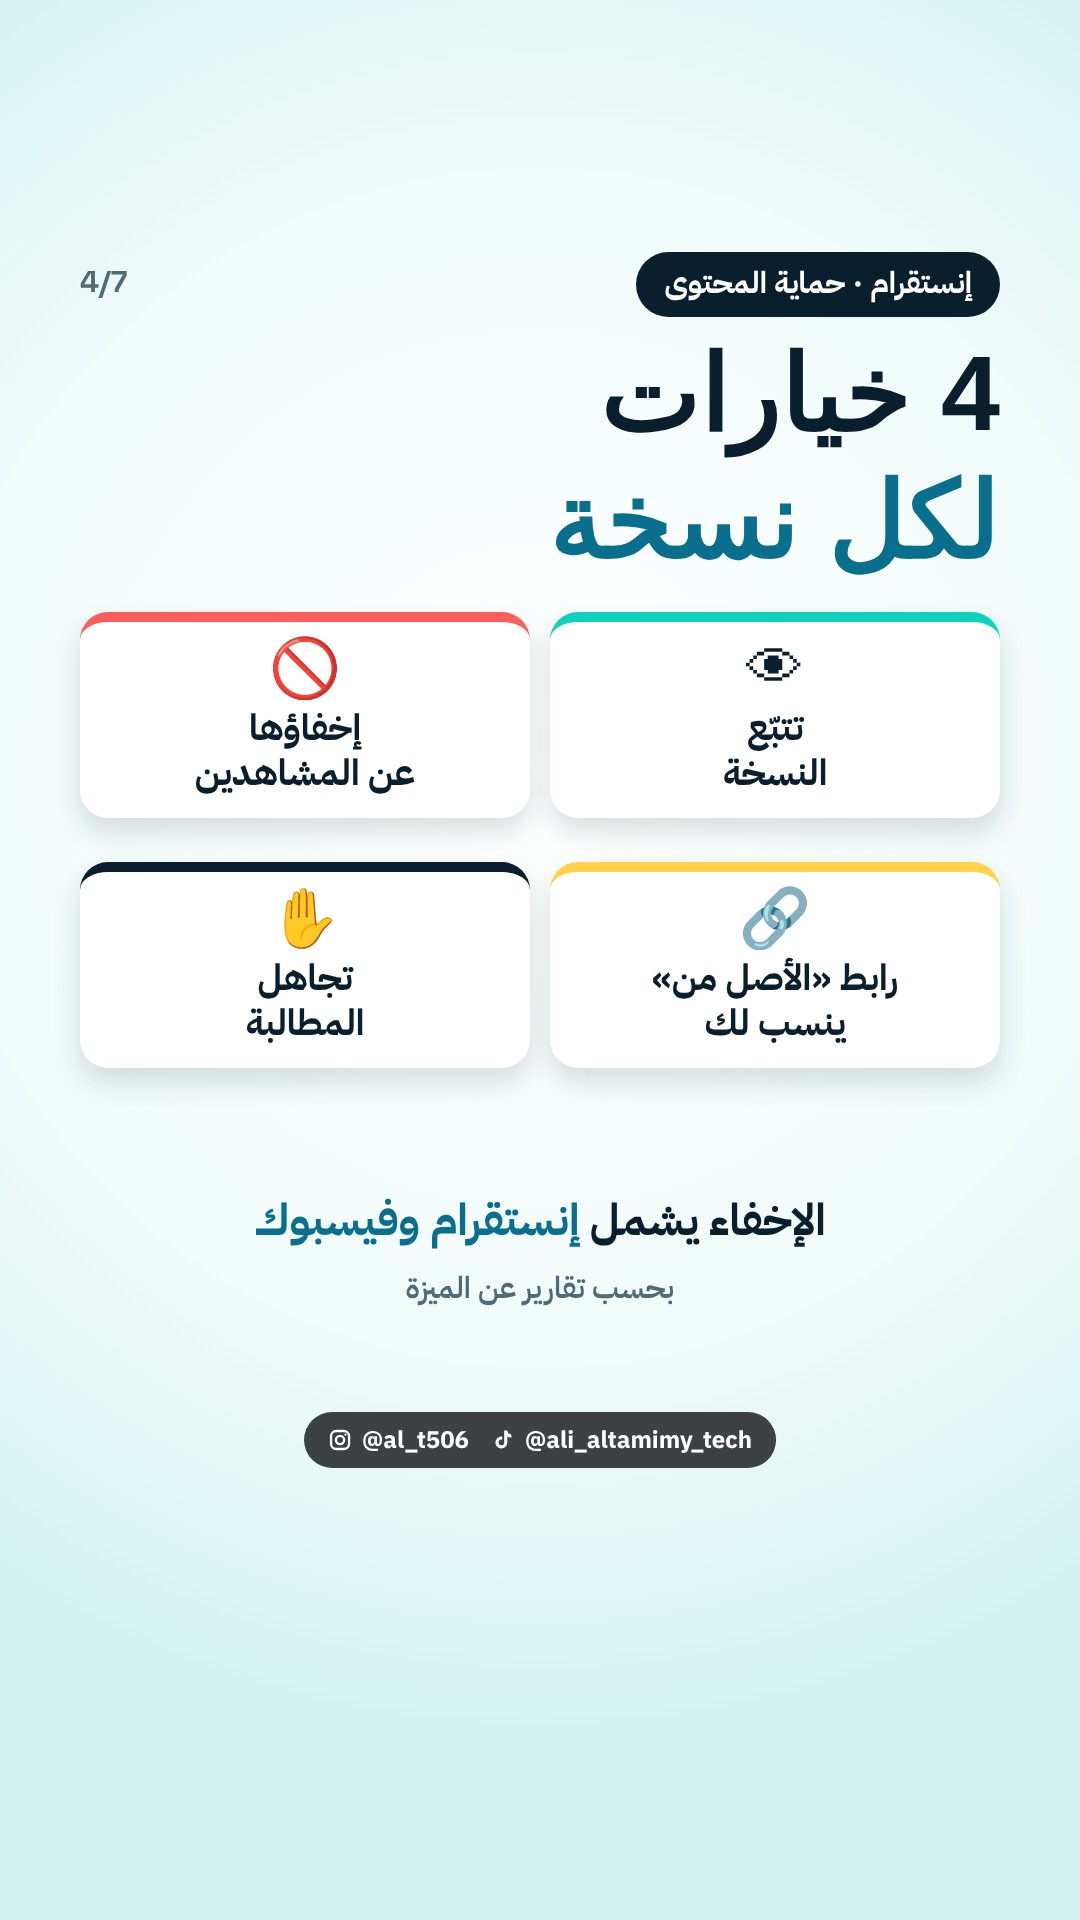 إنستقرام · حماية المحتوى
4/7
4 خيارات
لكل نسخة
تتبّع
النسخة
إخفاؤها
عن المشاهدين
رابط «الأصل من»
ينسب لك
تجاهل
المطالبة
الإخفاء يشمل إنستقرام وفيسبوك
بحسب تقارير عن الميزة
@al_t506 @ali_altamimy_tech